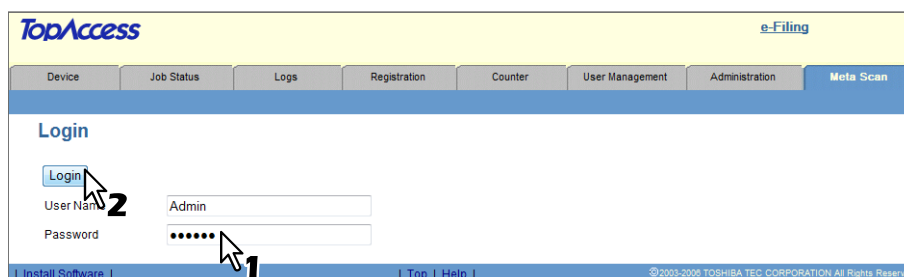 TopAccess
e-Filing
Device Job Status Logs Registration Counter User Management Administration Meta Scan
Login
Login
2
User Name Admin
Password ••••••
1
| Install Software | | Top | Help | ©2003-2006 TOSHIBA TEC CORPORATION All Rights Reserv